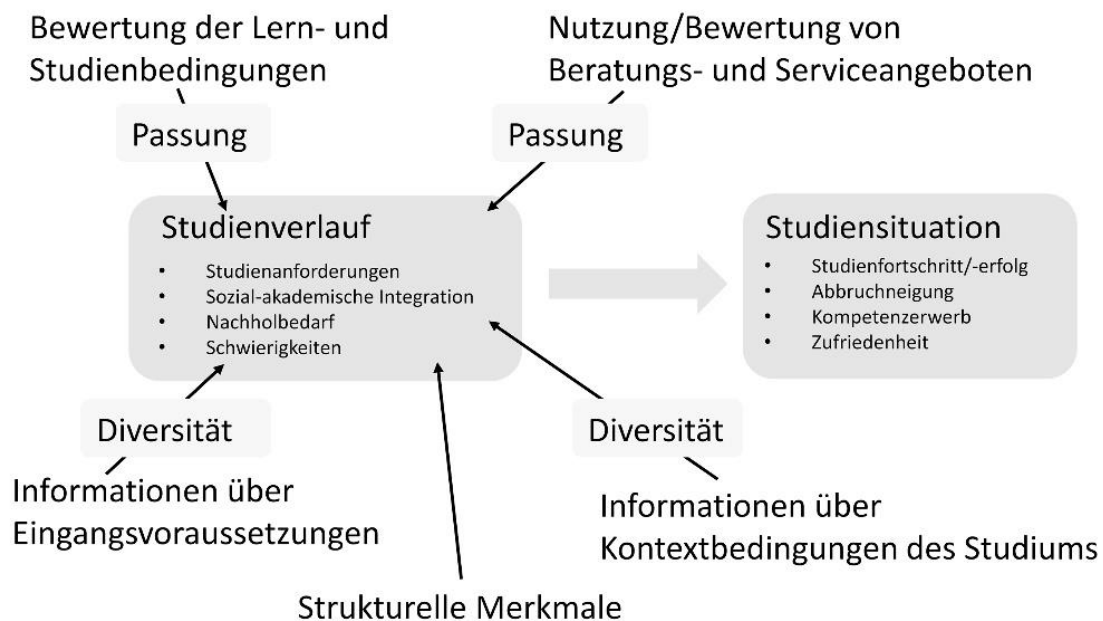 Bewertung der Lern- und
Studienbedingungen
Nutzung/Bewertung von
Beratungs- und Serviceangeboten
Passung
Passung
Studienverlauf
• Studienanforderungen
• Sozial-akademische Integration
• Nachholbedarf
• Schwierigkeiten
Studiensituation
• Studienfortschritt/-erfolg
• Abbruchneigung
• Kompetenzerwerb
• Zufriedenheit
Diversität
Diversität
Informationen über
Eingangsvoraussetzungen
Informationen über
Kontextbedingungen des Studiums
Strukturelle Merkmale